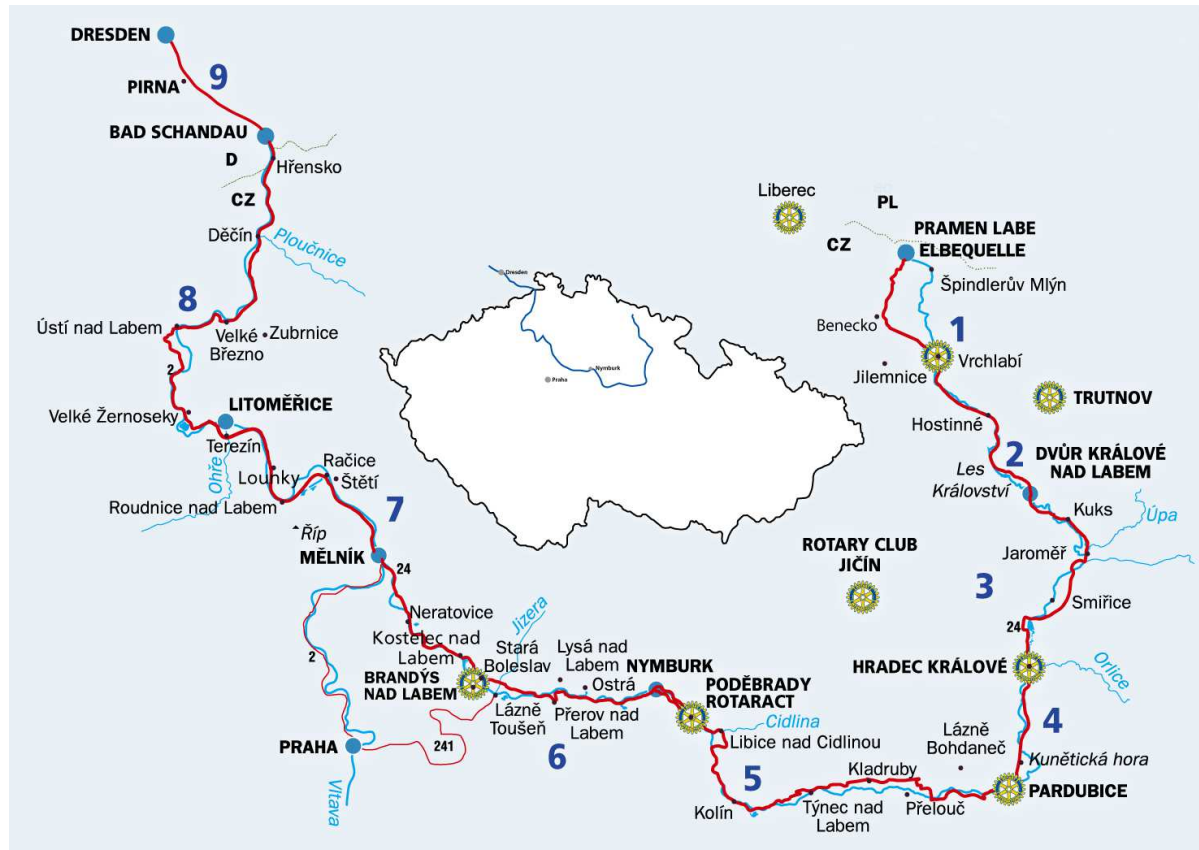 DRESDEN
9
PIRNA
BAD SCHANDAU
D
Hřensko
CZ
Děčín
Ploučnice
8
Ústí nad Labem
Velké
Březno
Zubrnice
2
Velké Žernoseky
LITOMĚŘICE
Terezín
Ohře
Lounky
Račice
Štětí
Roudnice nad Labem
7
Říp
MĚLNÍK
24
Neratovice
Kostelec nad
Labem
Jizera
Stará
Boleslav
BRANDÝS
NAD LABEM
Lázně
Toušeň
2
241
PRAHA
Vltava
Lysá nad
Labem
Ostrá
Přerov nad
Labem
6
NYMBURK
PODĚBRADY
ROTARACT
Cidlina
Libice nad Cidlinou
5
Kolín
Týnec nad
Labem
Kladruby
Přelouč
Lázně
Bohdaneč
Kunětická hora
PARDUBICE
4
Orlice
HRADEC KRÁLOVÉ
24
Smiřice
3
Jaroměř
Úpa
Kuks
DVŮR KRÁLOVÉ
NAD LABEM
2
Les
Království
Hostinné
TRUTNOV
Jilemnice
Vrchlabí
1
Benecko
Špindlerův Mlýn
PRAMEN LABE
ELBEQUELLE
PL
CZ
Liberec
ROTARY CLUB
JIČÍN
Dresden
Praha
Nymburk